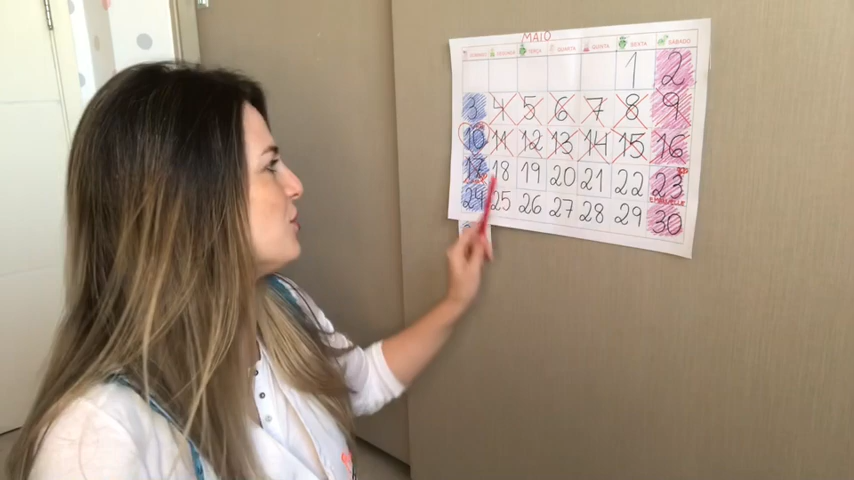 MAIO
DOMINGO SEGUNDA TERÇA QUARTA QUINTA SEXTA SÁBADO
1 2
3 4 5 6 7 8 9
10 11 12 13 14 15 16
17 18 19 20 21 22 23
24 25 26 27 28 29 30